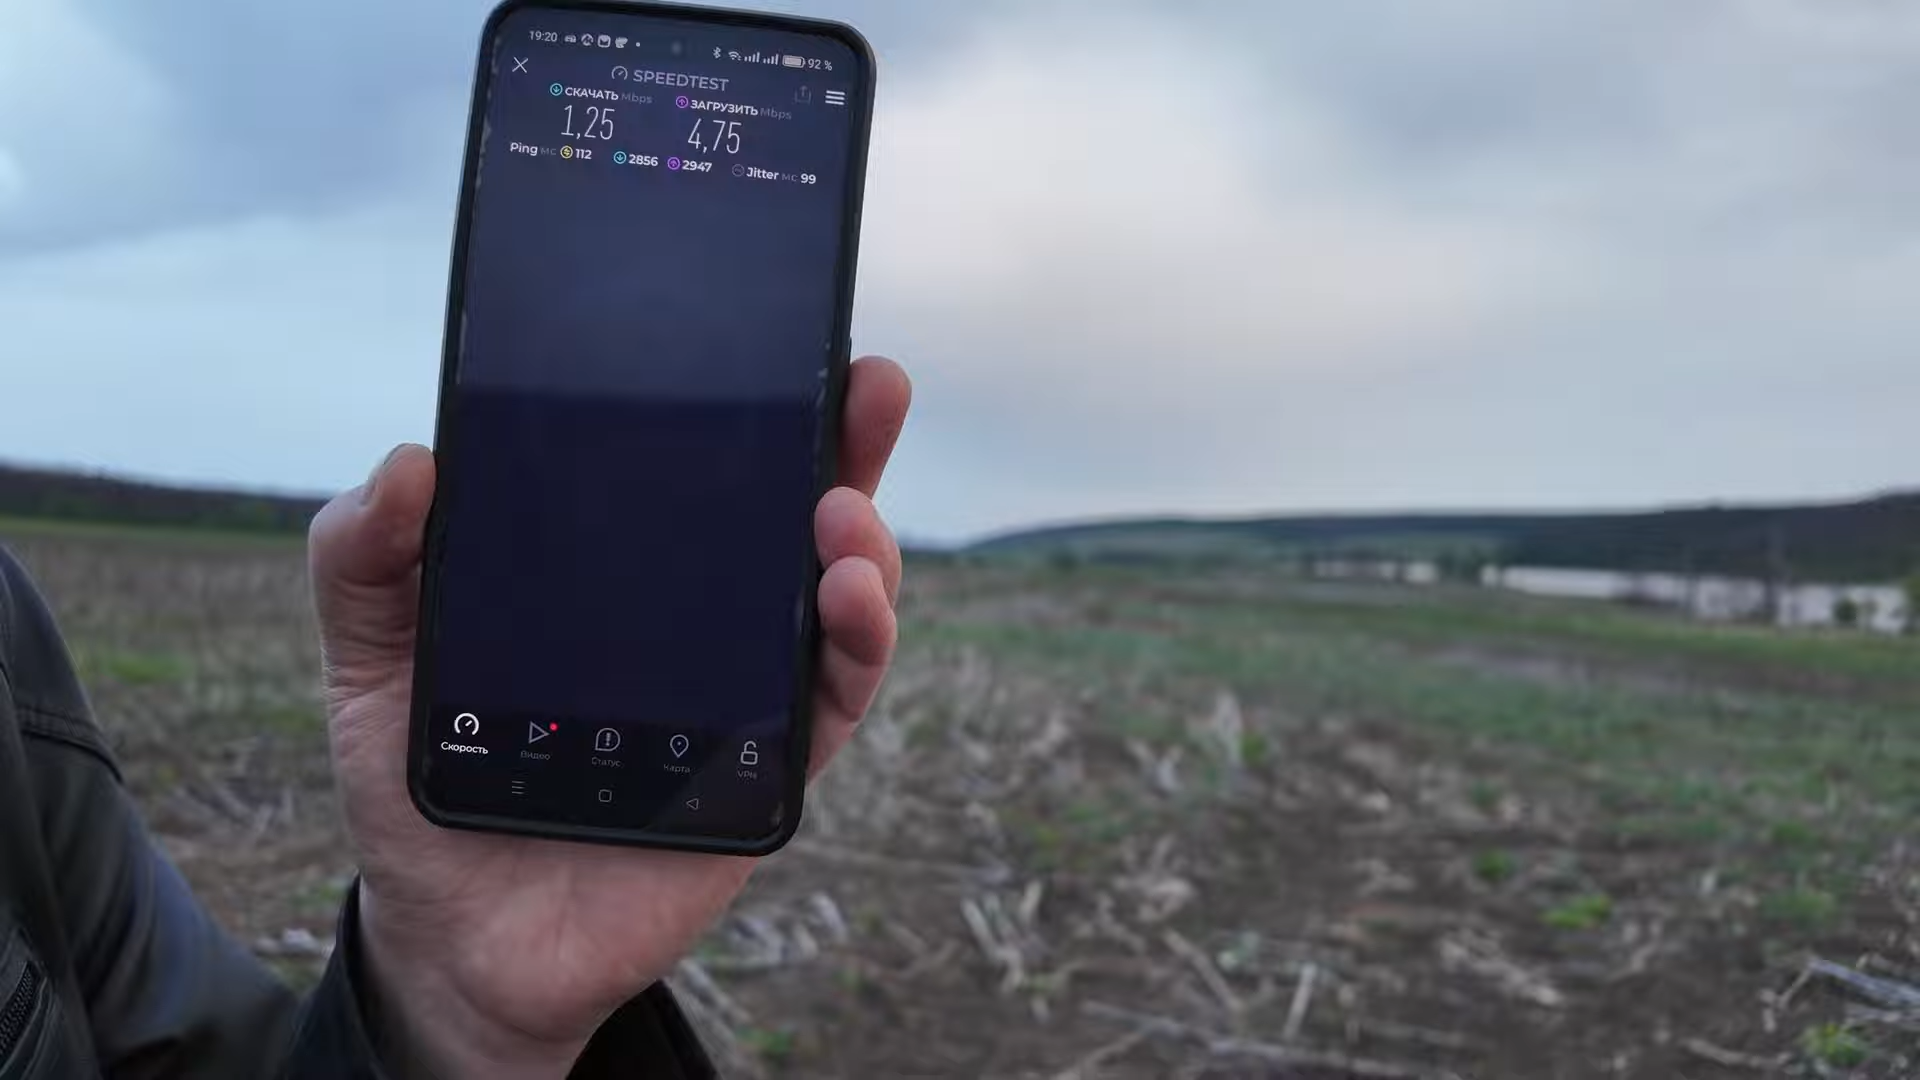 19:20 92 %
SPEEDTEST
СКАЧАТЬ Mbps ЗАГРУЗИТЬ Mbps
1,25 4,75
Ping мс 112 2856 2947 Jitter мс 99
Скорость Видео Статус Карта VPN